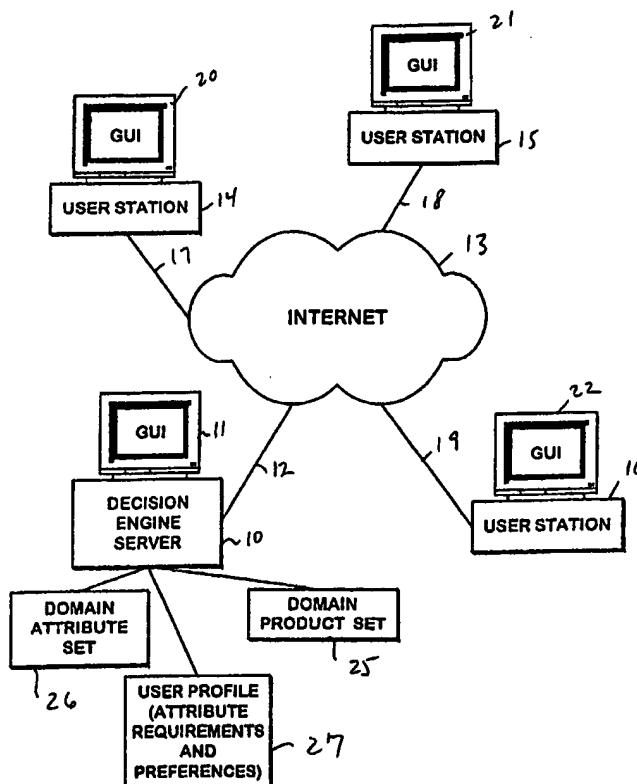 21
GUI
USER STATION
15
20
GUI
USER STATION
14
18
13
17
INTERNET
GUI
11
12
DECISION
ENGINE
SERVER
10
19
22
GUI
USER STATION
DOMAIN
ATTRIBUTE
SET
26
DOMAIN
PRODUCT SET
25
USER PROFILE
(ATTRIBUTE
REQUIREMENTS
AND
PREFERENCES)
27